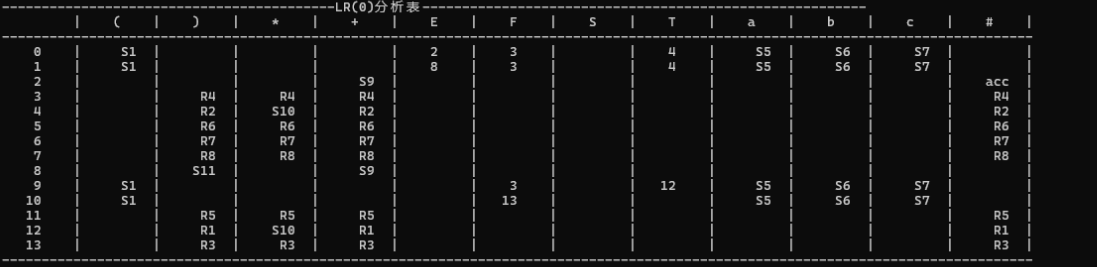 LR(0)分析表
| ( | ) | * | + | E | F | S | T | a | b | c | # |
0 | S1 | | | | 2 | 3 | | 4 | S5 | S6 | S7 | |
1 | S1 | | | | 8 | 3 | | 4 | S5 | S6 | S7 | |
2 | | | | S9 | | | | | | | | acc |
3 | | R4 | R4 | R4 | | | | | | | | R4 |
4 | | R2 | S10 | R2 | | | | | | | | R2 |
5 | | R6 | R6 | R6 | | | | | | | | R6 |
6 | | R7 | R7 | R7 | | | | | | | | R7 |
7 | | R8 | R8 | R8 | | | | | | | | R8 |
8 | | S11 | | S9 | | | | | | | | |
9 | S1 | | | | | 3 | | 12 | S5 | S6 | S7 | |
10 | S1 | | | | | 13 | | | S5 | S6 | S7 | |
11 | | R5 | R5 | R5 | | | | | | | | R5 |
12 | | R1 | S10 | R1 | | | | | | | | R1 |
13 | | R3 | R3 | R3 | | | | | | | | R3 |